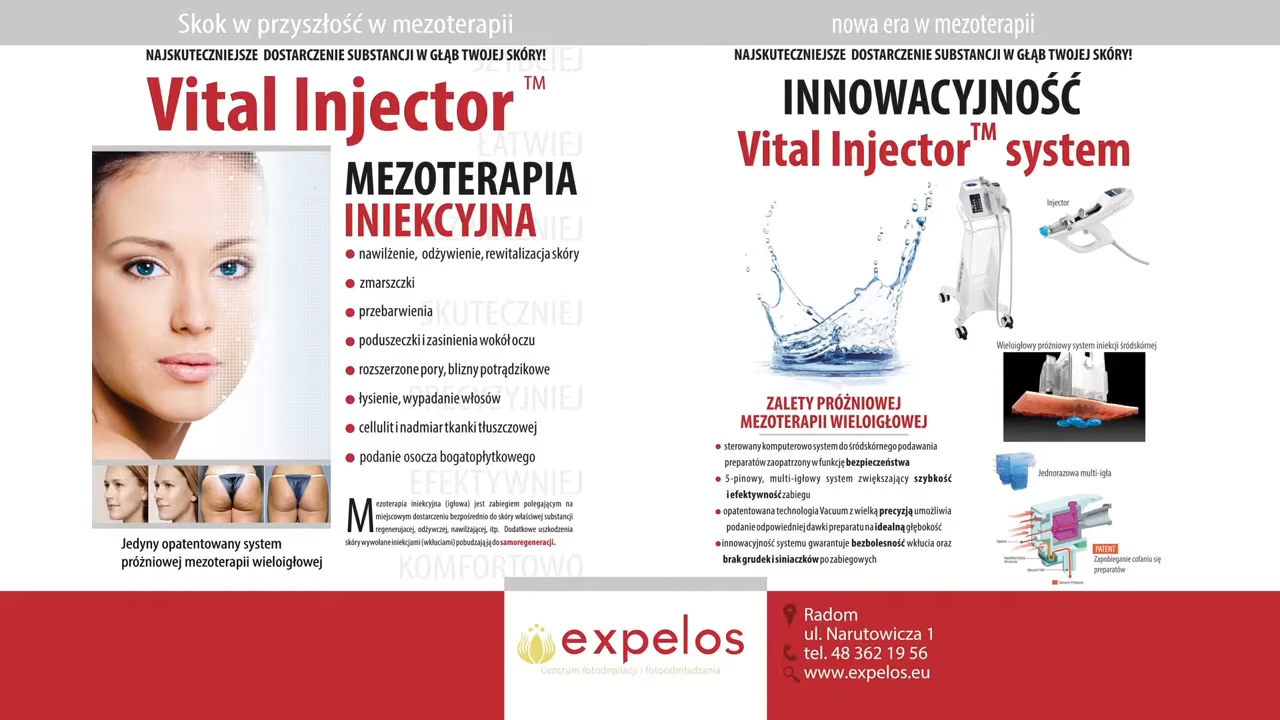 Skok w przyszłość w mezoterapii
NAJSKUTECZNIEJSZE DOSTARCZENIE SUBSTANCJI W GŁĄB TWOJEJ SKÓRY!
SZYBCIEJ
Vital Injector™
ŁATWIEJ
MEZOTERAPIA
INIEKCYJNA
nawilżenie, odżywienie, rewitalizacja skóry
zmarszczki
przebarwienia
SKUTECZNIEJ
poduszeczki i zasinienia wokół oczu
rozszerzone pory, blizny potrądzikowe
PRECYZYJNIEJ
łysienie, wypadanie włosów
cellulit i nadmiar tkanki tłuszczowej
podanie osocza bogatopłytkowego
EFEKTYWNIEJ
Mezoterapia iniekcyjna (igłowa) jest zabiegiem polegającym na
miejscowym dostarczeniu bezpośrednio do skóry właściwej substancji
regenerującej, odżywczej, nawilżającej, itp. Dodatkowe uszkodzenia
skóry wywołane iniekcjami (wkłuciami) pobudzają ją do samoregeneracji.
KOMFORTOWO
Jedyny opatentowany system
próżniowej mezoterapii wieloigłowej
nowa era w mezoterapii
NAJSKUTECZNIEJSZE DOSTARCZENIE SUBSTANCJI W GŁĄB TWOJEJ SKÓRY!
INNOWACYJNOŚĆ
Vital Injector™ system
Injector
Wieloigłowy próżniowy system iniekcji śródskórnej
ZALETY PRÓŻNIOWEJ
MEZOTERAPII WIELOIGŁOWEJ
sterowany komputerowo system do śródskórnego podawania
preparatów zaopatrzony w funkcję bezpieczeństwa
5-pinowy, multi-igłowy system zwiększający szybkość
i efektywność zabiegu
opatentowana technologia Vacuum z wielką precyzją umożliwia
podanie odpowiedniej dawki preparatu na idealną głębokość
innowacyjność systemu gwarantuje bezbolesność wkłucia oraz
brak grudek i siniaczków po zabiegowych
Jednorazowa multi-igła
PATENT
Zapobieganie cofaniu się
preparatów
Vacuum Pressure
expelos
Centrum fotodepilacji i fotoodmładzania
Radom
ul. Narutowicza 1
tel. 48 362 19 56
www.expelos.eu